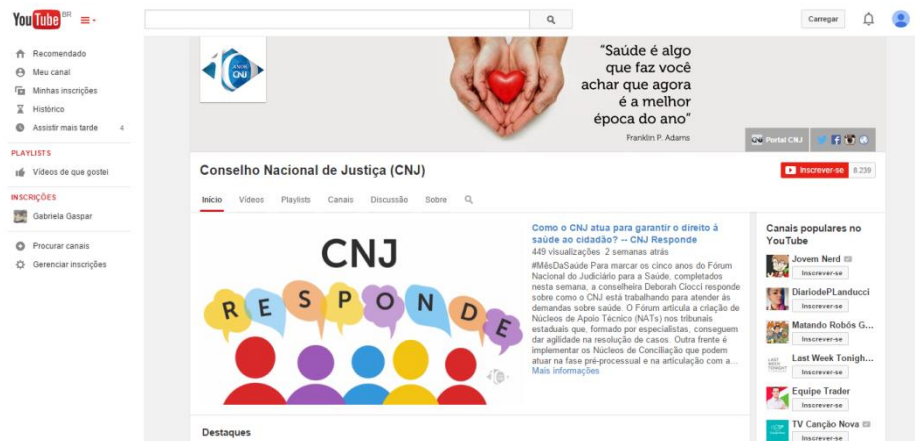 YouTube BR
Carregar
Recomendado
Meu canal
Minhas inscrições
Histórico
Assistir mais tarde 4
PLAYLISTS
Vídeos de que gostei
INSCRIÇÕES
Gabriela Gaspar
Procurar canais
Gerenciar inscrições
CNJ
"Saúde é algo
que faz você
achar que agora
é a melhor
época do ano"
Franklin P. Adams
Portal CNJ
Conselho Nacional de Justiça (CNJ)
Inscrever-se 8.239
Início Vídeos Playlists Canais Discussão Sobre
CNJ
RESPONDE
Como o CNJ atua para garantir o direito à
saúde ao cidadão? -- CNJ Responde
449 visualizações 2 semanas atrás
#MêsDaSaúde Para marcar os cinco anos do Fórum
Nacional do Judiciário para a Saúde, completados
nesta semana, a conselheira Deborah Ciocci responde
sobre como o CNJ está trabalhando para atender às
demandas sobre saúde. O Fórum articula a criação de
Núcleos de Apoio Técnico (NATs) nos tribunais
estaduais que, formado por especialistas, conseguem
dar agilidade na resolução de casos. Outra frente é
implementar os Núcleos de Conciliação que podem
atuar na fase pré-processual e na articulação com a...
Mais informações
Destaques
Canais populares no
YouTube
Jovem Nerd
Inscrever-se
DiariodePLanducci
Inscrever-se
Matando Robôs G...
Inscrever-se
LAST
WEEK
TONIGHT
Last Week Tonigh...
Inscrever-se
Equipe Trader
Inscrever-se
TV Canção Nova
Inscrever-se